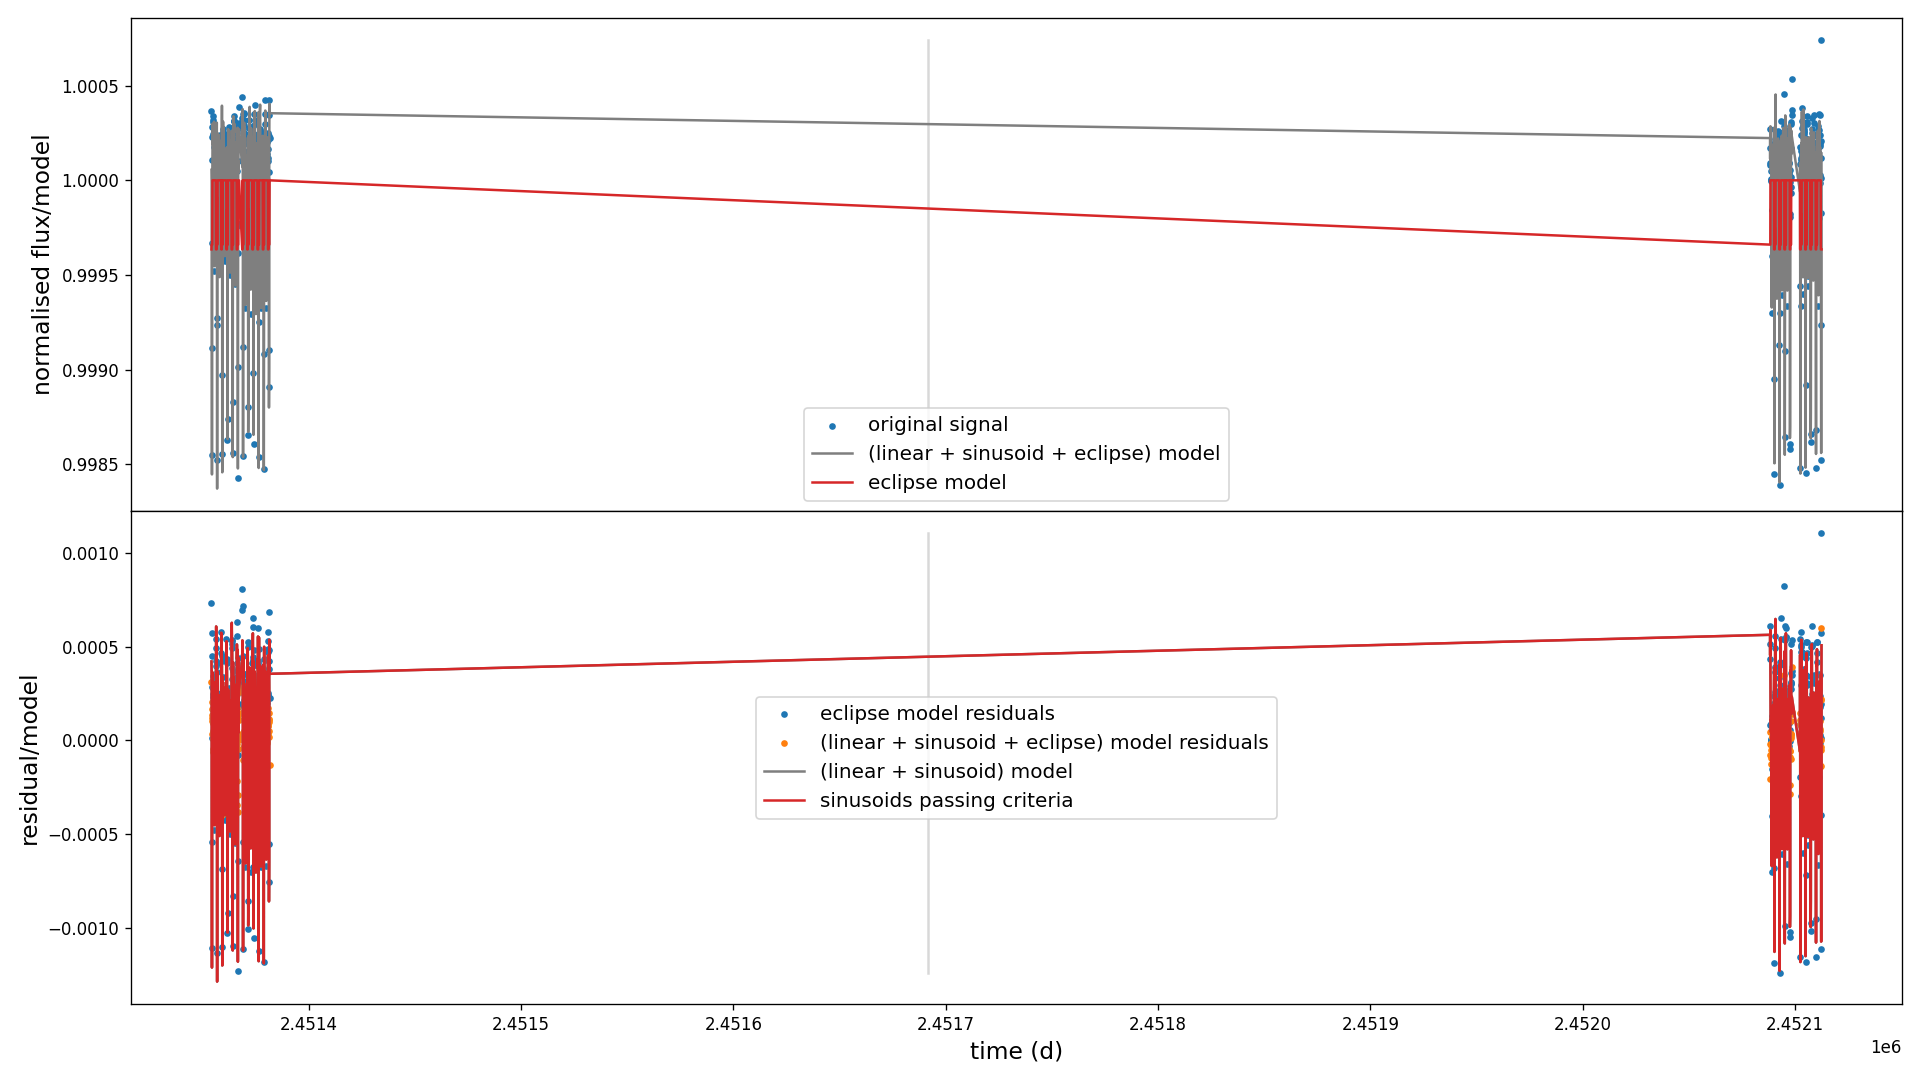 normalised flux/model
1.0005
1.0000
0.9995
0.9990
0.9985
original signal
(linear + sinusoid + eclipse) model
eclipse model
residual/model
0.0010
0.0005
0.0000
−0.0005
−0.0010
eclipse model residuals
(linear + sinusoid + eclipse) model residuals
(linear + sinusoid) model
sinusoids passing criteria
2.4514 2.4515 2.4516 2.4517 2.4518 2.4519 2.4520 2.4521
1e6
time (d)